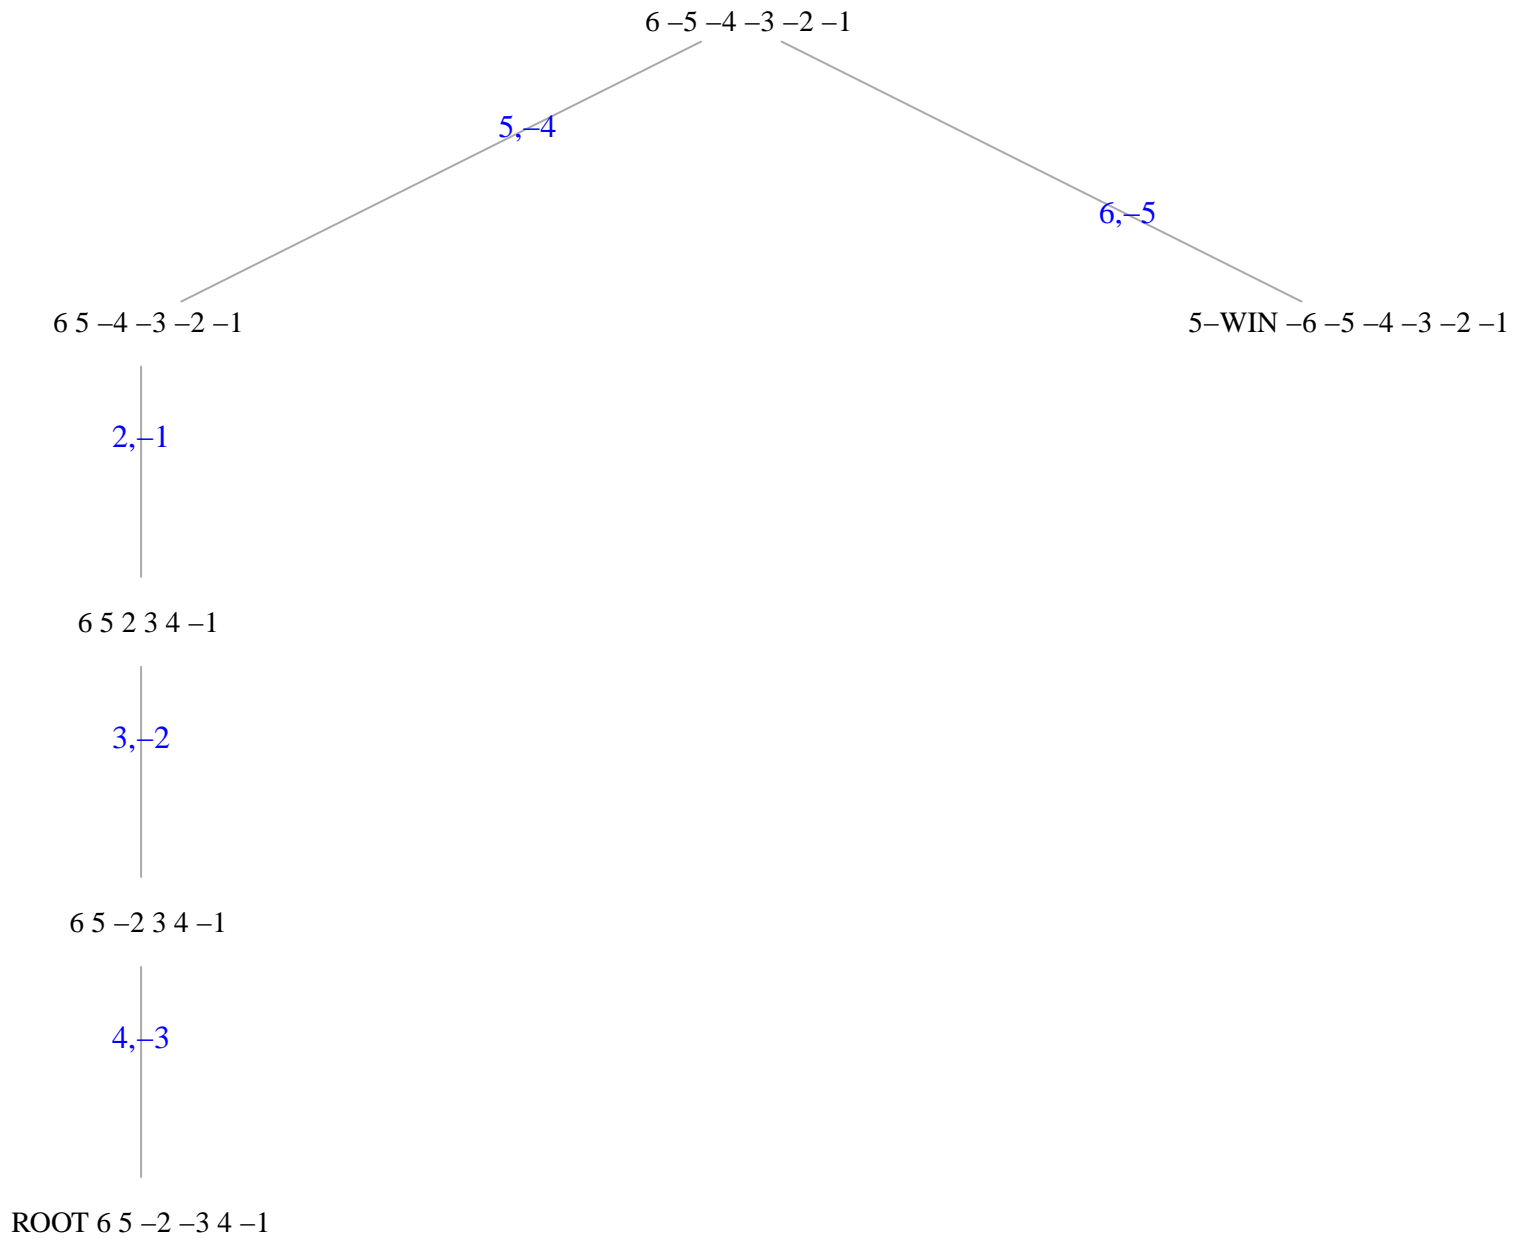 6 –5 –4 –3 –2 –1
5,–4
6,–5
6 5 –4 –3 –2 –1
5–WIN –6 –5 –4 –3 –2 –1
2,–1
6 5 2 3 4 –1
3,–2
6 5 –2 3 4 –1
4,–3
ROOT 6 5 –2 –3 4 –1